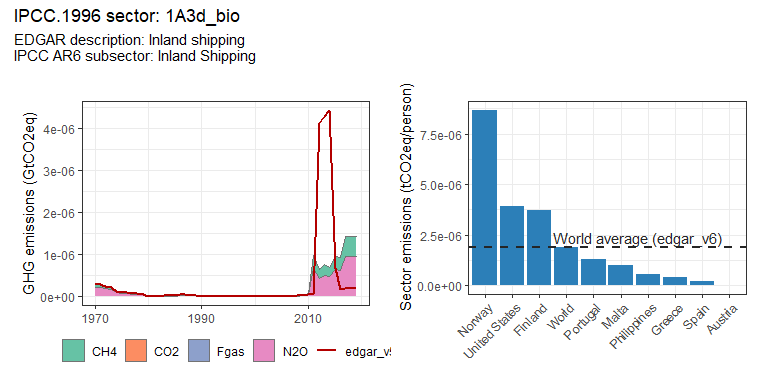 IPCC.1996 sector: 1A3d_bio
EDGAR description: Inland shipping
IPCC AR6 subsector: Inland Shipping
GHG emissions (GtCO2eq)
4e-06
3e-06
2e-06
1e-06
0e+00
1970
1990
2010
CH4
CO2
Fgas
N2O
edgar_v5
Sector emissions (tCO2eq/person)
7.5e-06
5.0e-06
2.5e-06
0.0e+00
World average (edgar_v6)
Norway
United States
Finland
World
Portugal
Malta
Philippines
Greece
Spain
Austria